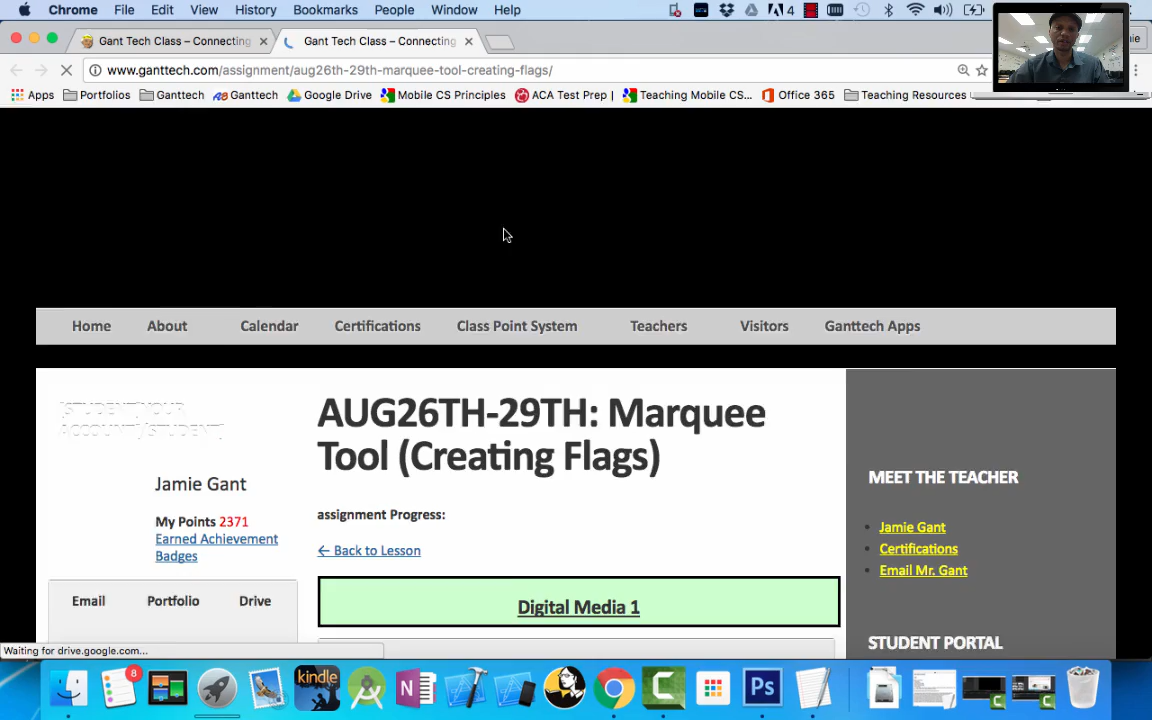 Chrome File Edit View History Bookmarks People Window Help 4
Gant Tech Class – Connecting
Gant Tech Class – Connecting
www.ganttech.com/assignment/aug26th-29th-marquee-tool-creating-flags/
Apps Portfolios Ganttech Ganttech Google Drive Mobile CS Principles ACA Test Prep | Teaching Mobile CS... Office 365 Teaching Resources
Home About Calendar Certifications Class Point System Teachers Visitors Ganttech Apps
AUG26TH-29TH: Marquee
Tool (Creating Flags)
Jamie Gant
My Points 2371
Earned Achievement
Badges
assignment Progress:
← Back to Lesson
Digital Media 1
Email Portfolio Drive
MEET THE TEACHER
Jamie Gant
Certifications
Email Mr. Gant
STUDENT PORTAL
Waiting for drive.google.com...
8
kindle
N
C
Ps